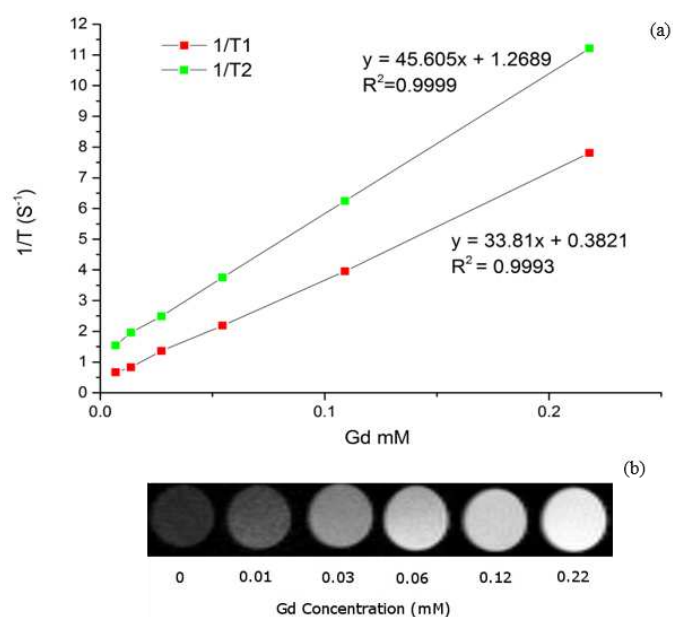 (a)
12
11
10
9
8
7
6
5
4
3
2
1
0
1/T (S⁻¹)
1/T1
1/T2
y = 45.605x + 1.2689
R²=0.9999
y = 33.81x + 0.3821
R² = 0.9993
0.0 0.1 0.2
Gd mM
(b)
0 0.01 0.03 0.06 0.12 0.22
Gd Concentration (mM)